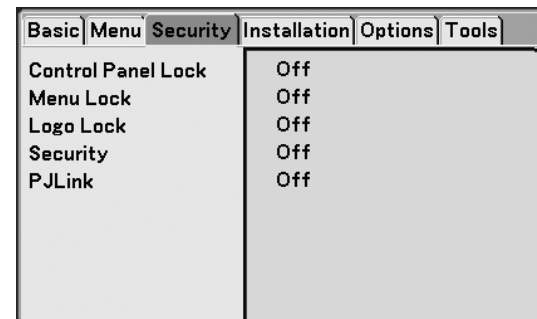 Basic Menu Security Installation Options Tools
Control Panel Lock Off
Menu Lock Off
Logo Lock Off
Security Off
PJLink Off